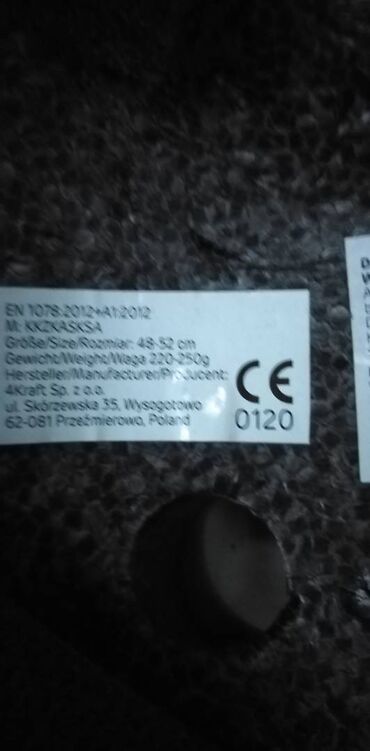 EN 1078:2012+A1:2012
M: KKZKASKSA
Größe/Size/Rozmiar: 48-52 cm
Gewicht/Weight/Waga 220-250g
Hersteller/Manufacturer/Producent:
4Kraft Sp. z o.o.
ul. Skórzewska 35, Wysogotowo
62-081 Przeźmierowo, Poland
CE
0120